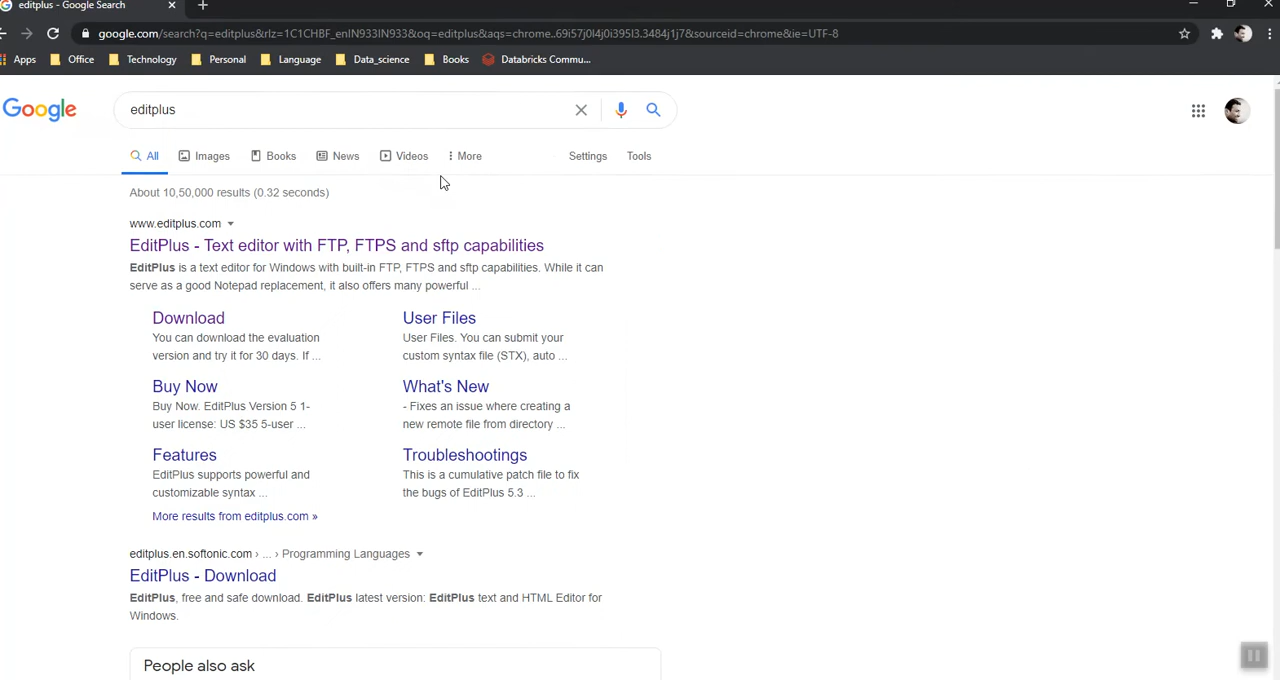 editplus - Google Search
google.com/search?q=editplus&rlz=1C1CHBF_enIN933IN933&oq=editplus&aqs=chrome..69i57j0l4j0i395l3.3484j1j7&sourceid=chrome&ie=UTF-8
Apps Office Technology Personal Language Data_science Books Databricks Commu...
Google editplus
All Images Books News Videos More Settings Tools
About 10,50,000 results (0.32 seconds)
www.editplus.com
EditPlus - Text editor with FTP, FTPS and sftp capabilities
EditPlus is a text editor for Windows with built-in FTP, FTPS and sftp capabilities. While it can
serve as a good Notepad replacement, it also offers many powerful ...
Download
You can download the evaluation
version and try it for 30 days. If ...
User Files
User Files. You can submit your
custom syntax file (STX), auto ...
Buy Now
Buy Now. EditPlus Version 5 1-
user license: US $35 5-user ...
What's New
- Fixes an issue where creating a
new remote file from directory ...
Features
EditPlus supports powerful and
customizable syntax ...
Troubleshootings
This is a cumulative patch file to fix
the bugs of EditPlus 5.3 ...
More results from editplus.com »
editplus.en.softonic.com › ... › Programming Languages
EditPlus - Download
EditPlus, free and safe download. EditPlus latest version: EditPlus text and HTML Editor for
Windows.
People also ask